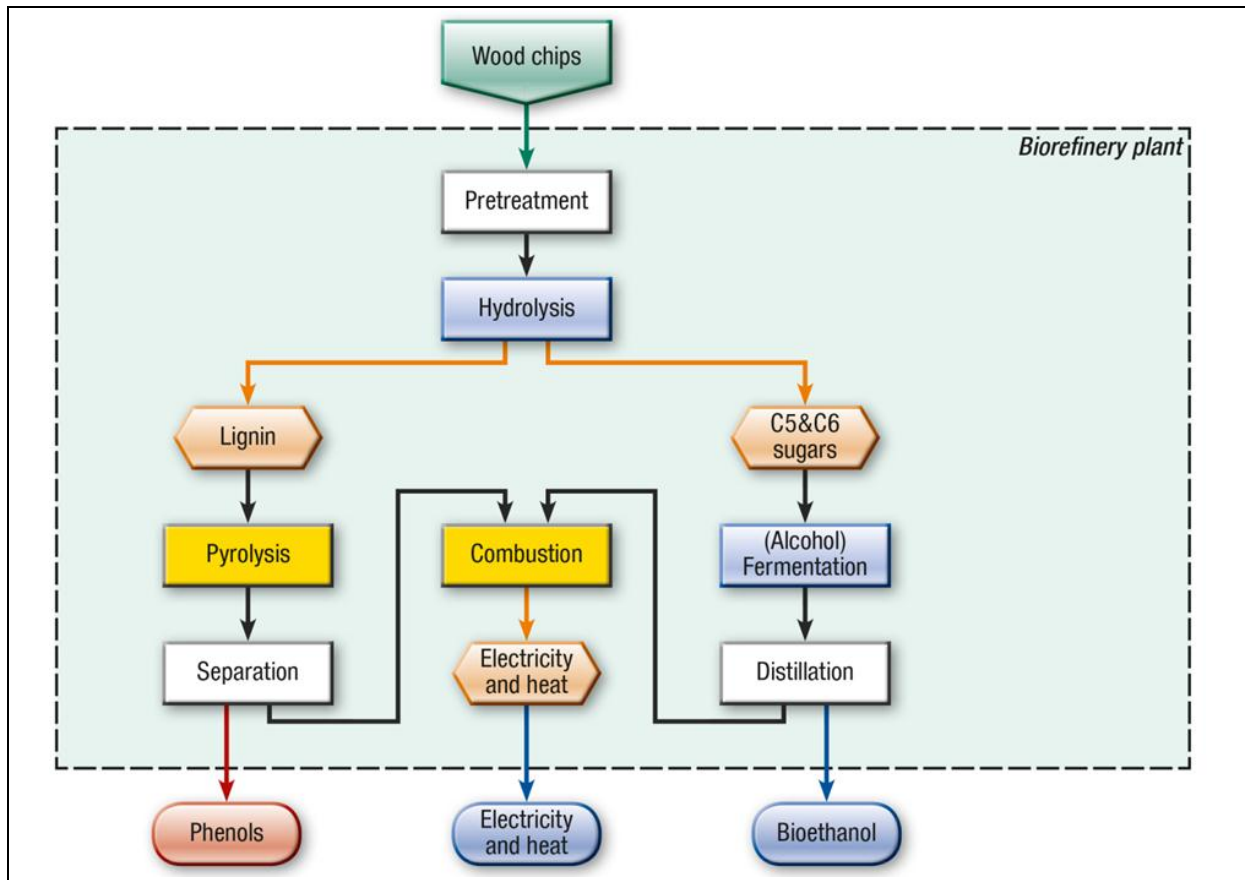 Wood chips
Biorefinery plant
Pretreatment
Hydrolysis
Lignin
C5&C6
sugars
Pyrolysis
Combustion
(Alcohol)
Fermentation
Separation
Electricity
and heat
Distillation
Phenols
Electricity
and heat
Bioethanol